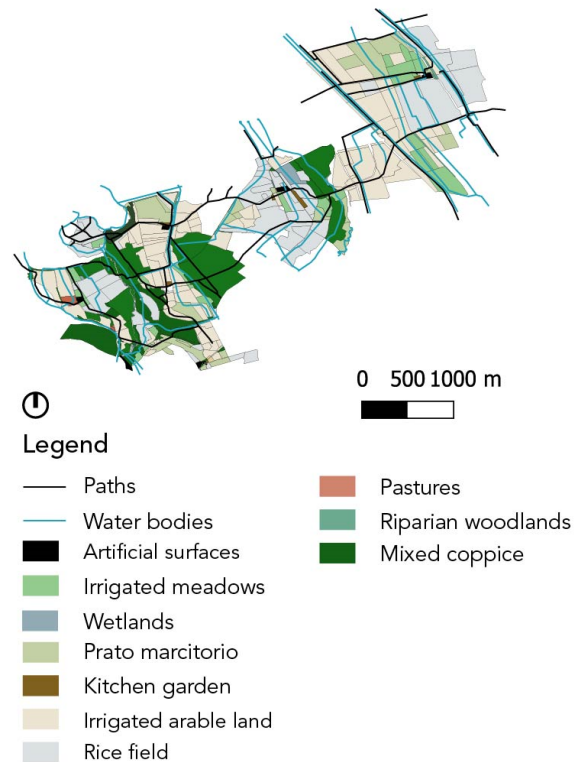 0 500 1000 m
Legend
Paths
Water bodies
Artificial surfaces
Irrigated meadows
Wetlands
Prato marcitorio
Kitchen garden
Irrigated arable land
Rice field
Pastures
Riparian woodlands
Mixed coppice